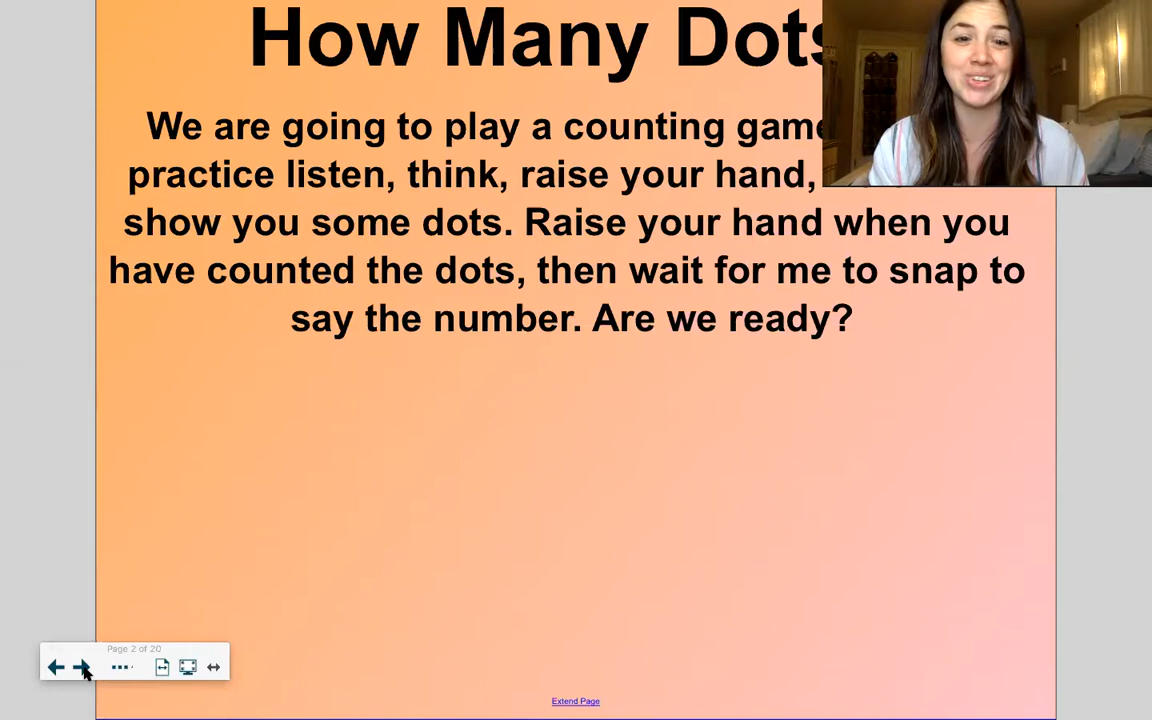 How Many Dots
We are going to play a counting game
practice listen, think, raise your hand,
show you some dots. Raise your hand when you
have counted the dots, then wait for me to snap to
say the number. Are we ready?
Page 2 of 20
Extend Page